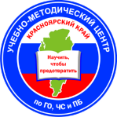 УЧЕБНО-МЕТОДИЧЕСКИЙ ЦЕНТР
КРАСНОЯРСКИЙ КРАЙ
Научить,
чтобы
предотвратить
по ГО, ЧС и ПБ